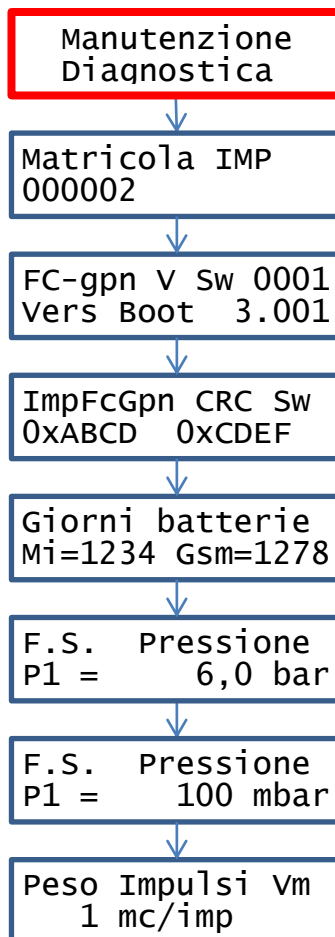 Manutenzione
Diagnostica
Matricola IMP
000002
FC-gpn V Sw 0001
Vers Boot 3.001
ImpFcGpn CRC Sw
0xABCD 0xCDEF
Giorni batterie
Mi=1234 Gsm=1278
F.S. Pressione
P1 = 6,0 bar
F.S. Pressione
P1 = 100 mbar
Peso Impulsi Vm
1 mc/imp